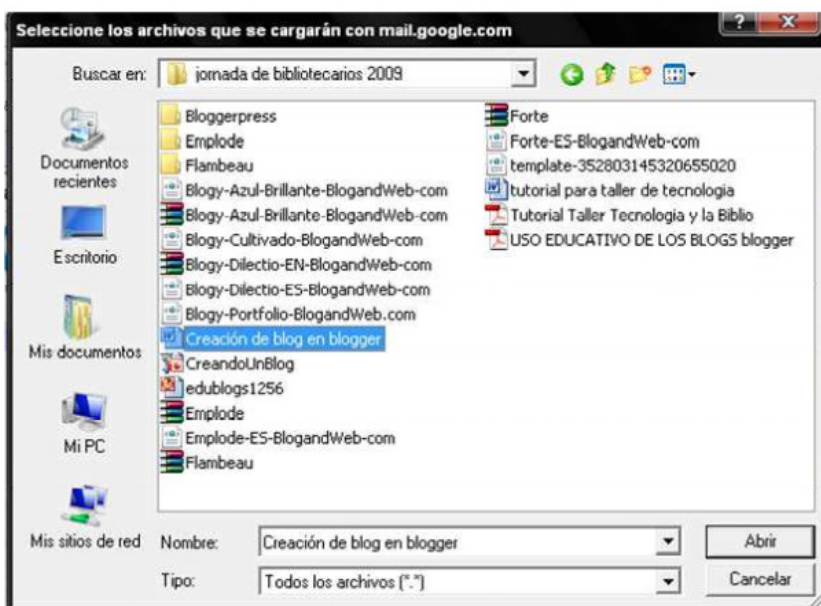 Seleccione los archivos que se cargarán con mail.google.com
?
X
Buscar en:
jornada de bibliotecarios 2009
Documentos
recientes
Escritorio
Mis documentos
Mi PC
Mis sitios de red
Bloggerpress
Emplode
Flambeau
Blogy-Azul-Brillante-BlogandWeb-com
Blogy-Azul-Brillante-BlogandWeb-com
Blogy-Cultivado-BlogandWeb-com
Blogy-Dilectio-EN-BlogandWeb-com
Blogy-Dilectio-ES-BlogandWeb-com
Blogy-Portfolio-BlogandWeb.com
Creación de blog en blogger
CreandoUnBlog
edublogs1256
Emplode
Emplode-ES-BlogandWeb-com
Flambeau
Forte
Forte-ES-BlogandWeb-com
template-352803145320655020
tutorial para taller de tecnologia
Tutorial Taller Tecnologia y la Biblio
USO EDUCATIVO DE LOS BLOGS blogger
Nombre:
Creación de blog en blogger
Abrir
Tipo:
Todos los archivos (".")
Cancelar